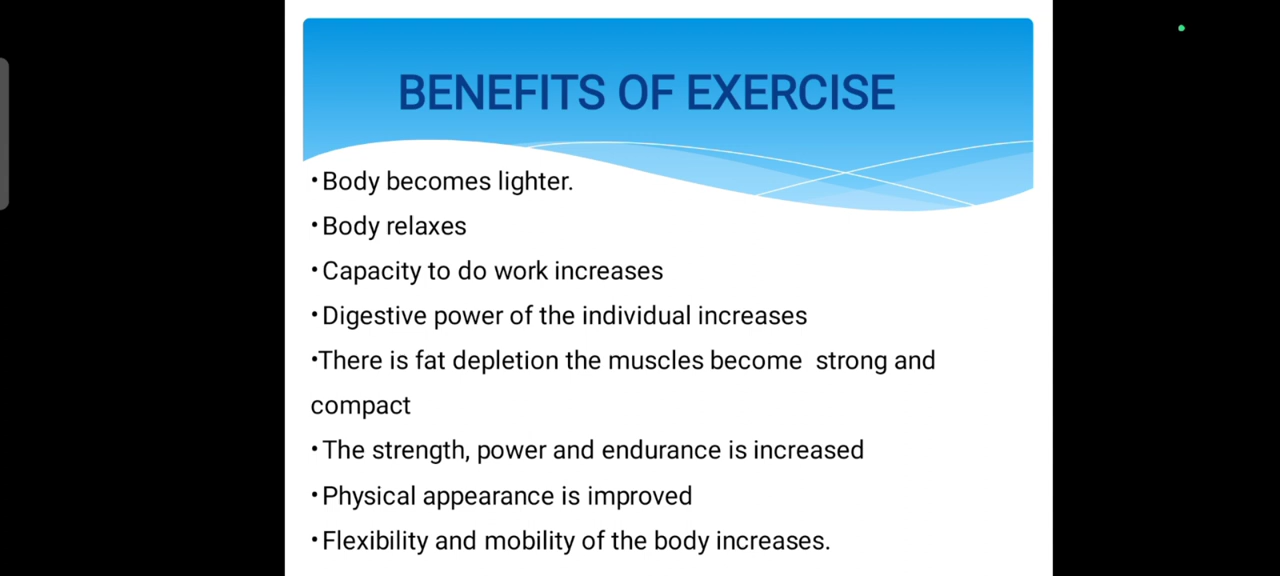 BENEFITS OF EXERCISE
•Body becomes lighter.
•Body relaxes
•Capacity to do work increases
•Digestive power of the individual increases
•There is fat depletion the muscles become  strong and
compact
•The strength, power and endurance is increased
•Physical appearance is improved
•Flexibility and mobility of the body increases.